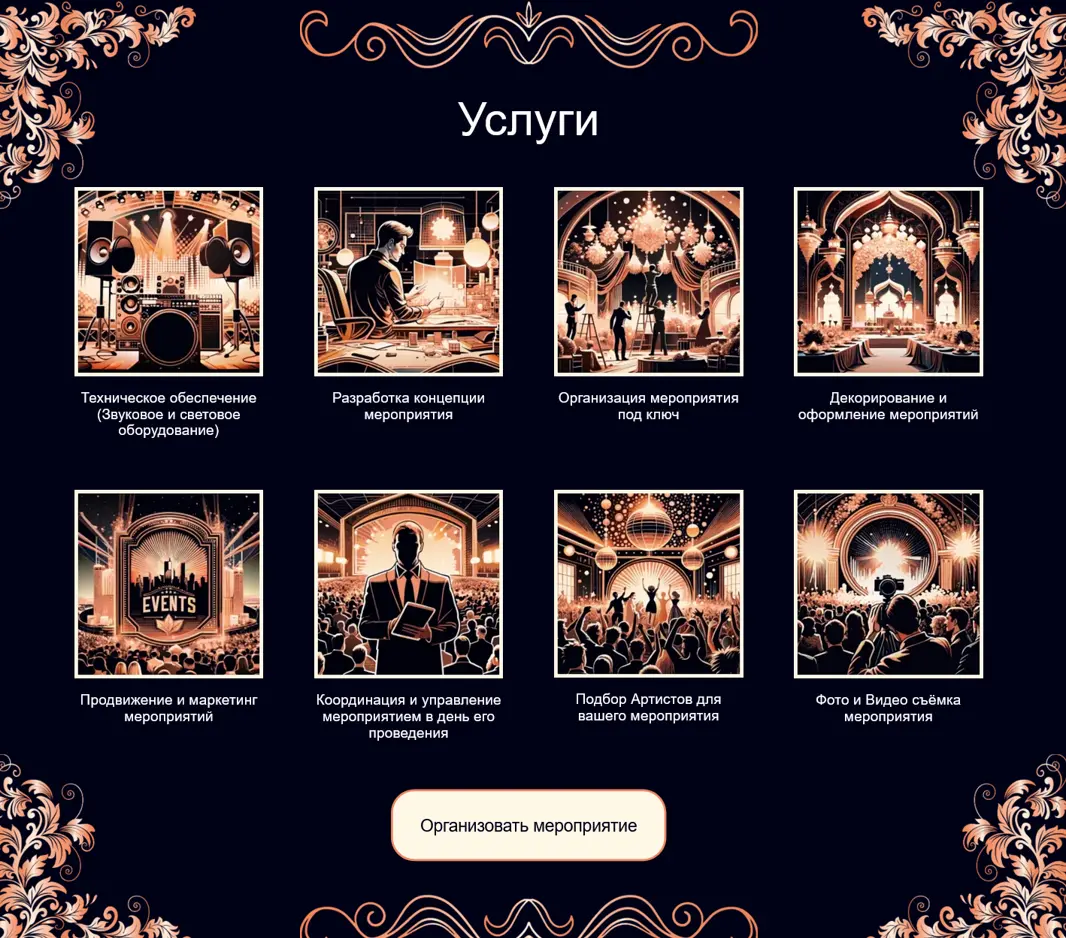 Услуги
Техническое обеспечение
(Звуковое и световое
оборудование)
Разработка концепции
мероприятия
Организация мероприятия
под ключ
Декорирование и
оформление мероприятий
EVENTS
Продвижение и маркетинг
мероприятий
Координация и управление
мероприятием в день его
проведения
Подбор Артистов для
вашего мероприятия
Фото и Видео съёмка
мероприятия
Организовать мероприятие